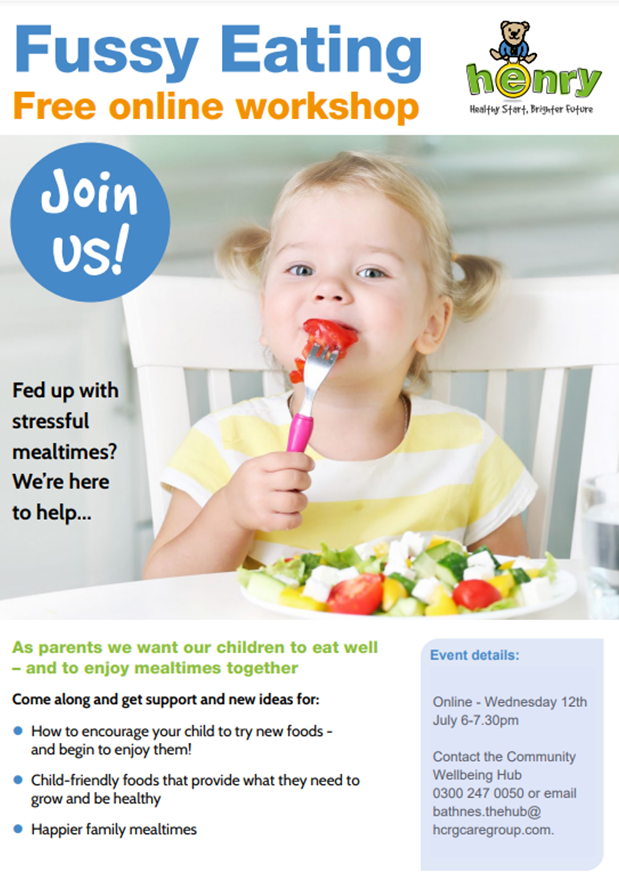 Fussy Eating
Free online workshop
henry
Healthy Start, Brighter Future
Join
us!
Fed up with
stressful
mealtimes?
We're here
to help...
As parents we want our children to eat well
– and to enjoy mealtimes together
Come along and get support and new ideas for:
How to encourage your child to try new foods -
and begin to enjoy them!
Child-friendly foods that provide what they need to
grow and be healthy
Happier family mealtimes
Event details:
Online - Wednesday 12th
July 6-7.30pm
Contact the Community
Wellbeing Hub
0300 247 0050 or email
bathnes.thehub@
hcrgcaregroup.com.